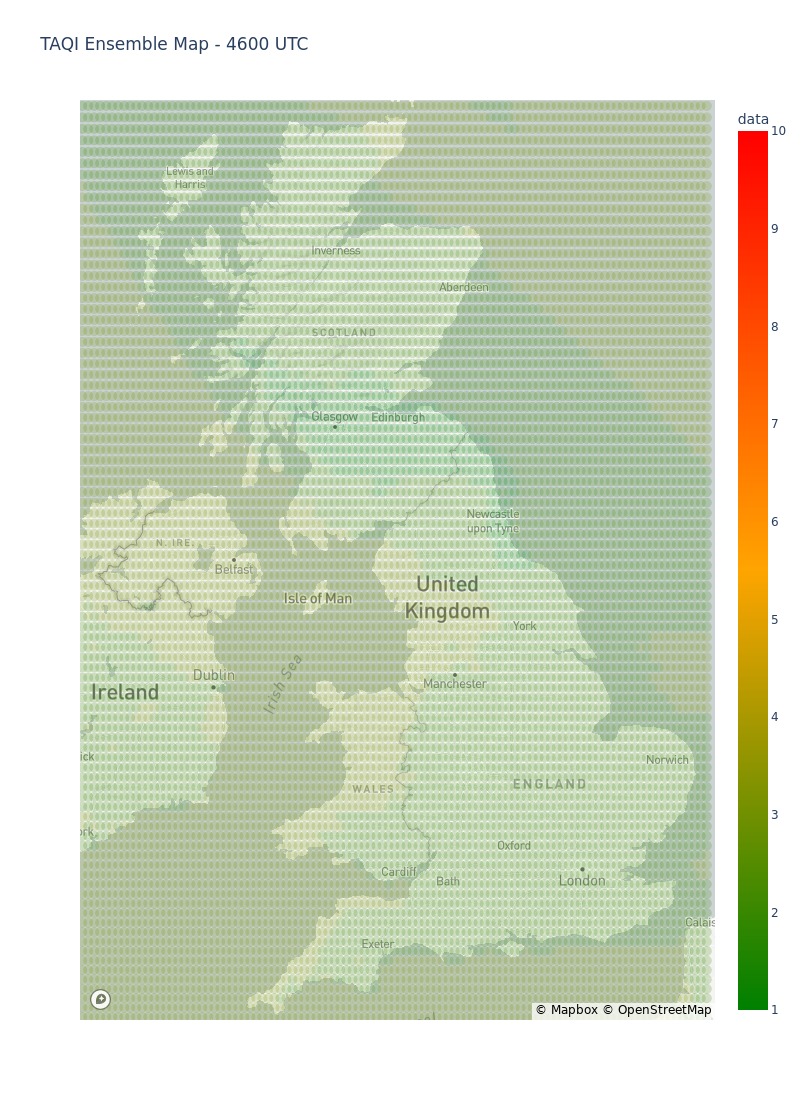 TAQI Ensemble Map - 4600 UTC
data
10
9
8
7
6
5
4
3
2
1
Lewis and
Harris
Inverness
Aberdeen
SCOTLAND
Glasgow
Edinburgh
Newcastle
upon Tyne
N. IRE.
Belfast
Isle of Man
United
Kingdom
York
Irish Sea
Dublin
Manchester
Ireland
ick
Norwich
WALES
ENGLAND
ork
Oxford
Cardiff
Bath
London
Calais
Exeter
© Mapbox © OpenStreetMap